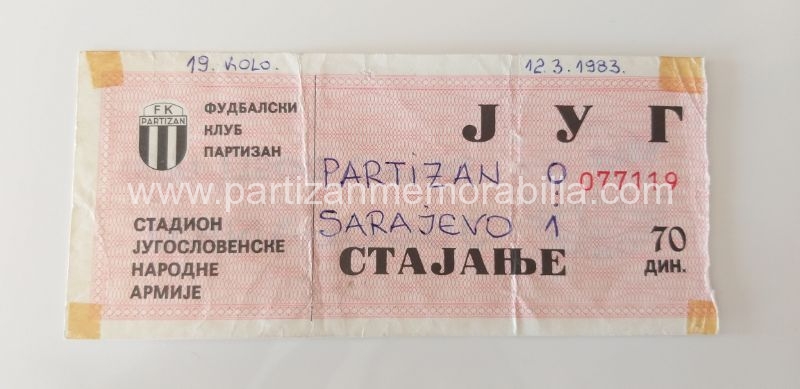 19. KOLO.
12.3.1983.
FK
PARTIZAN
ФУДБАЛСКИ
КЛУБ
ПАРТИЗАН
ЈУГ
PARTIZAN 0:
077119
www.partizanmemorabilia.com
SARAJEVO 1
СТАДИОН
ЈУГОСЛОВЕНСКЕ
НАРОДНЕ
АРМИЈЕ
СТАЈАЊЕ
70
ДИН.